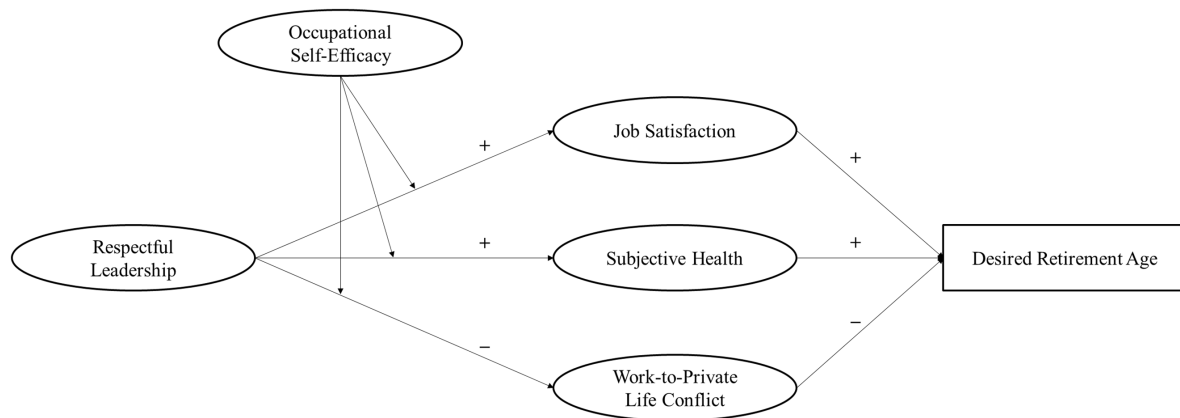 Occupational
Self-Efficacy
Job Satisfaction
+
+
Respectful
Leadership
+
Subjective Health
+
Desired Retirement Age
−
−
Work-to-Private
Life Conflict